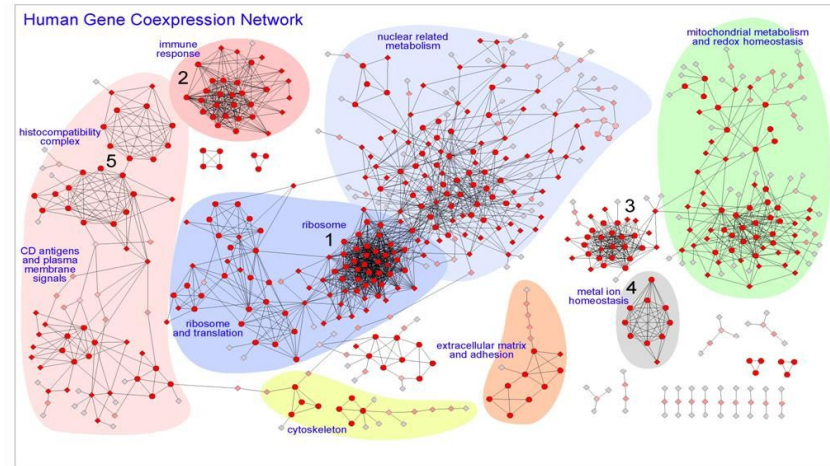 Human Gene Coexpression Network
immune
response
2
nuclear related
metabolism
mitochondrial metabolism
and redox homeostasis
histocompatibility
complex
5
3
ribosome
1
CD antigens
and plasma
membrane
signals
metal ion
homeostasis
4
ribosome
and translation
extracellular matrix
and adhesion
cytoskeleton